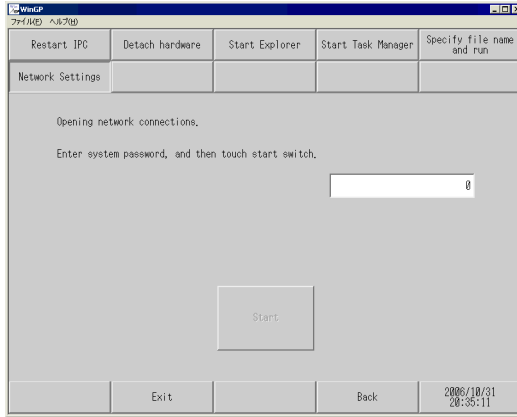 WinGP
ファイル(F) ヘルプ(H)
Restart IPC
Detach hardware
Start Explorer
Start Task Manager
Specify file name
and run
Network Settings
Opening network connections.
Enter system password, and then touch start switch.
0
Start
Exit
Back
2006/10/31
20:35:11